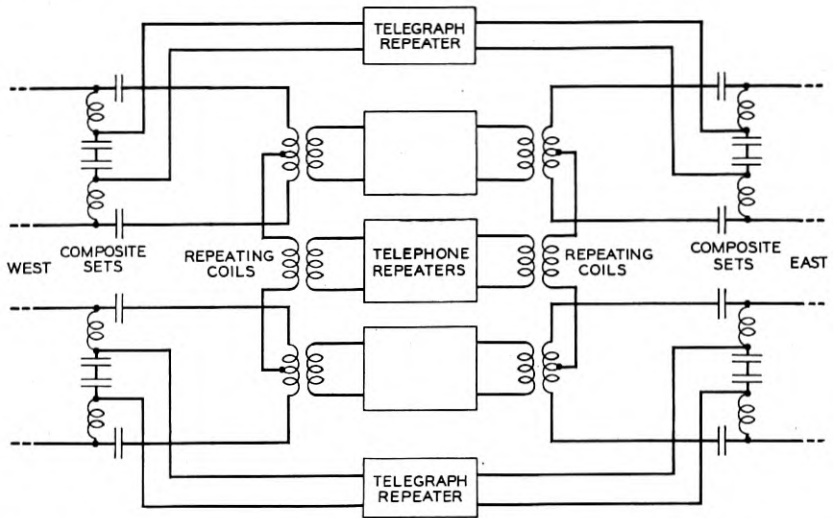 TELEGRAPH
REPEATER
WEST
COMPOSITE
SETS
REPEATING
COILS
TELEPHONE
REPEATERS
REPEATING
COILS
COMPOSITE
SETS
EAST
TELEGRAPH
REPEATER